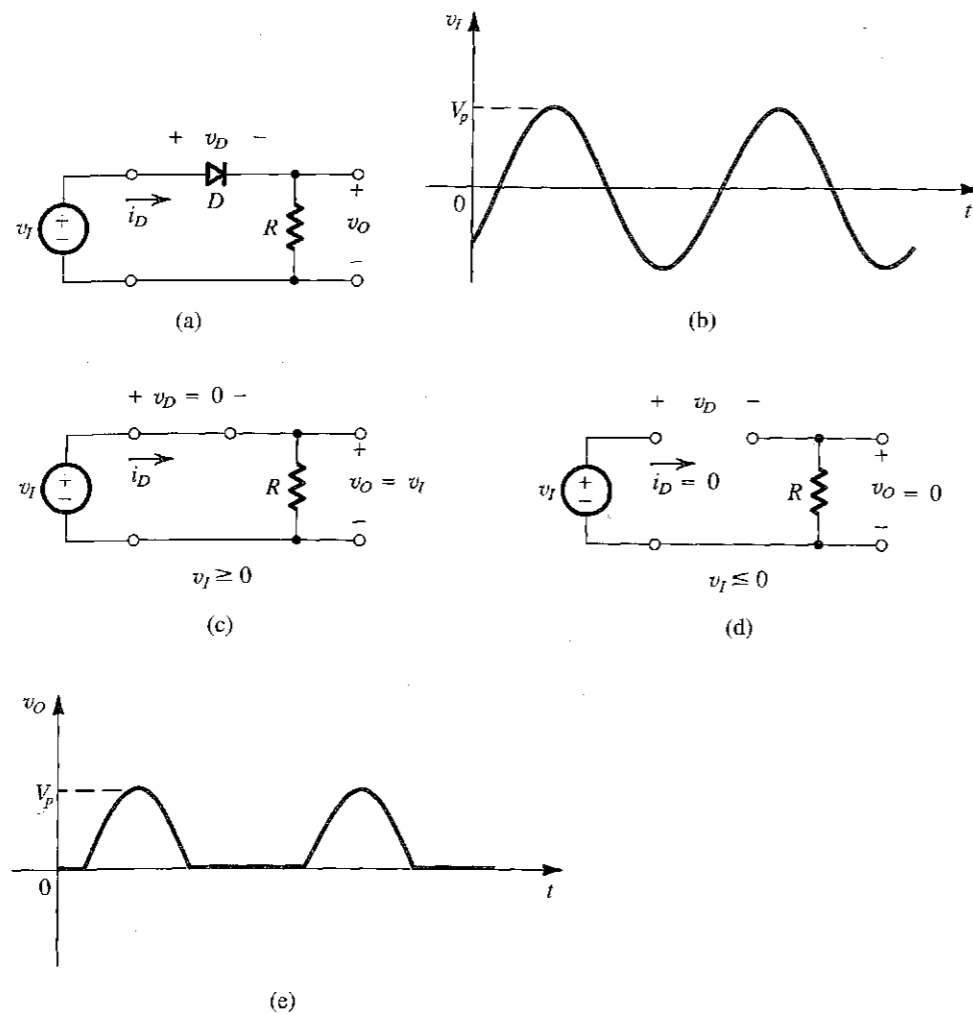 v_I
V_p
0
t
+ v_D −
D
i_D
v_I
+
−
R
+
v_O
−
(a)
(b)
+ v_D = 0 −
i_D
v_I
+
−
R
+
v_O = v_I
−
v_I ≥ 0
(c)
+ v_D −
i_D = 0
v_I
+
−
R
+
v_O = 0
−
v_I ≤ 0
(d)
v_O
V_p
0
t
(e)